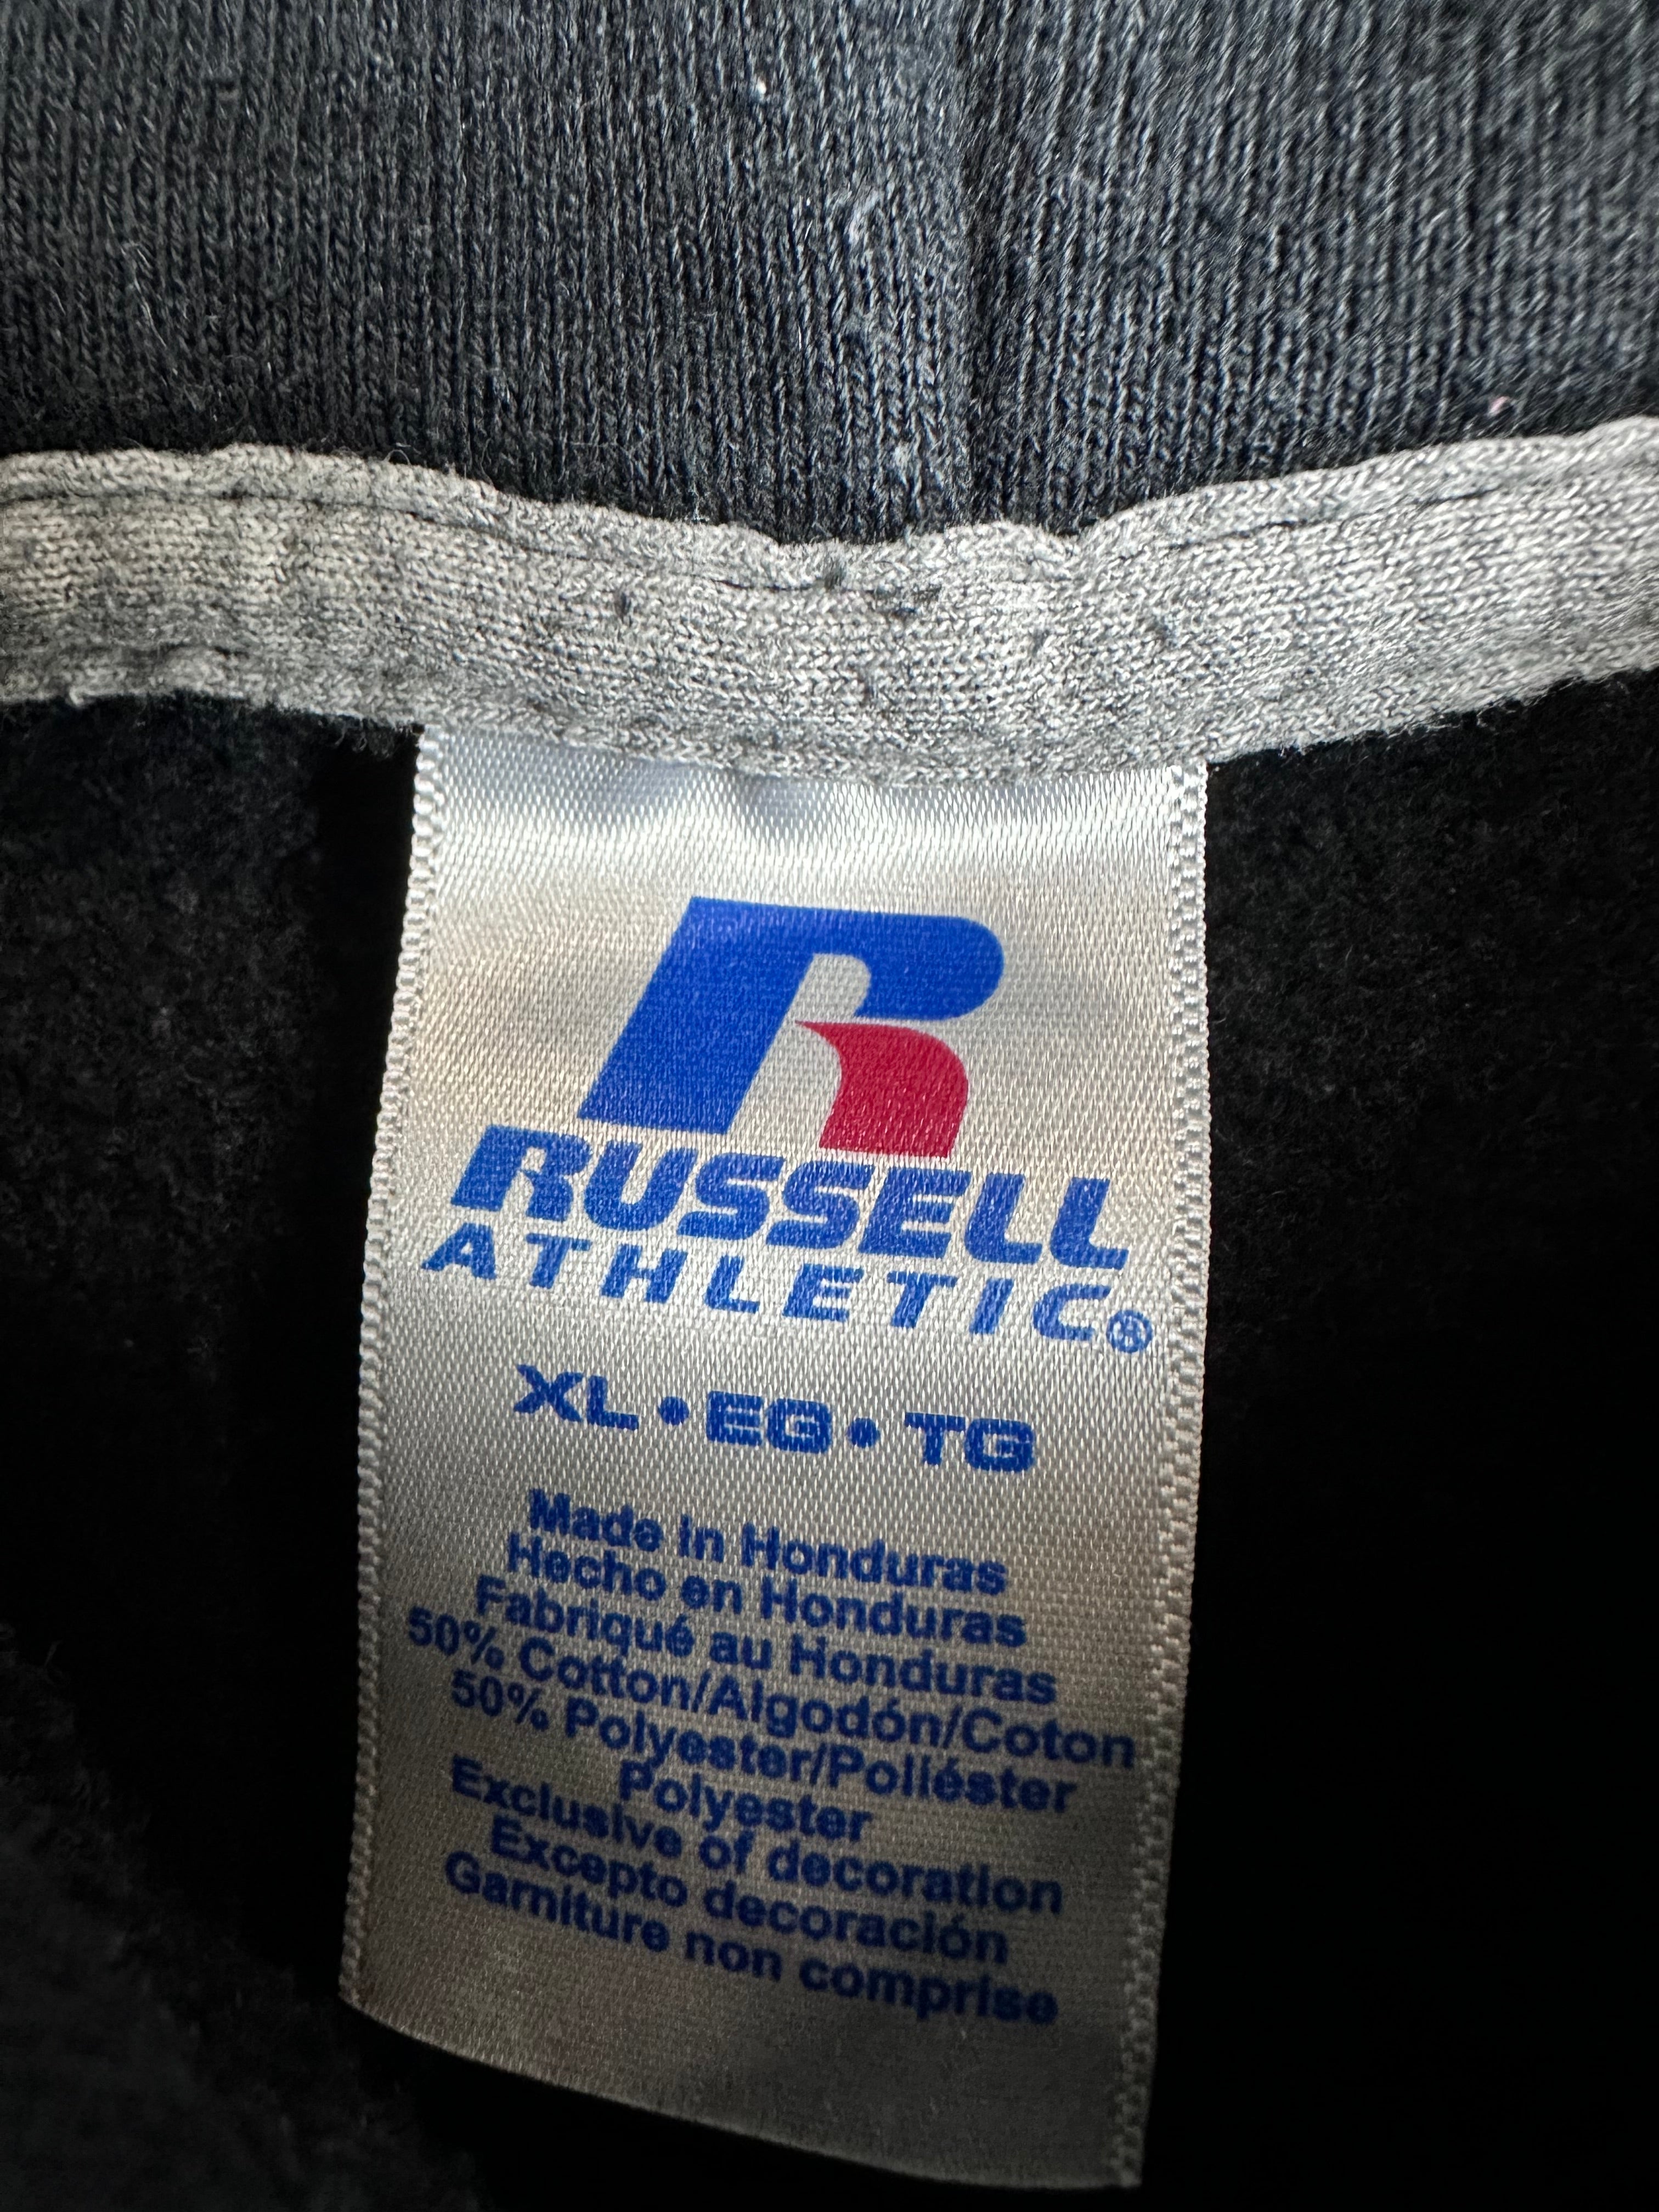 R
RUSSELL
ATHLETIC®
XL • EG • TG
Made in Honduras
Hecho en Honduras
Fabriqué au Honduras
50% Cotton/Algodón/Coton
50% Polyester/Poliéster
Polyester
Exclusive of decoration
Excepto decoración
Garniture non comprise